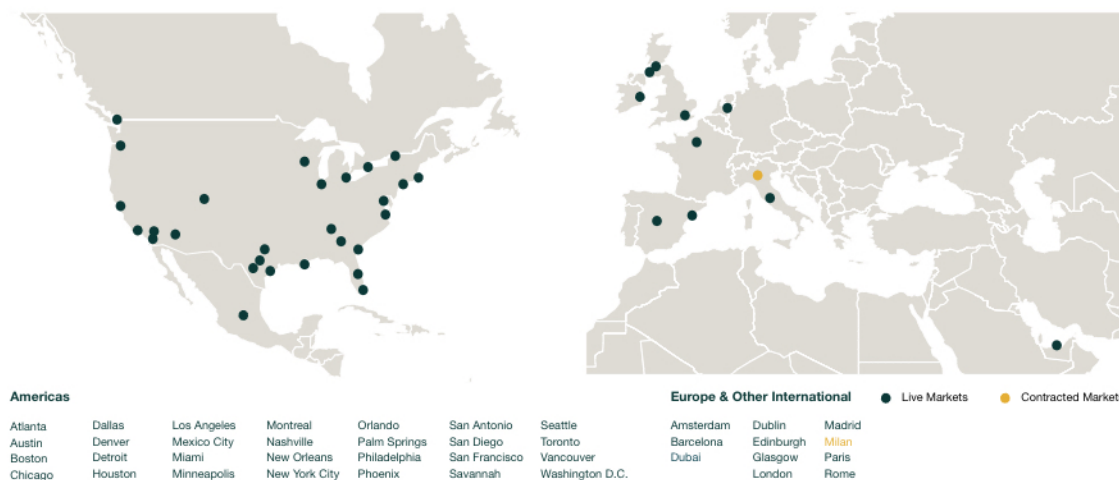 Americas
Atlanta
Austin
Boston
Chicago
Dallas
Denver
Detroit
Houston
Los Angeles
Mexico City
Miami
Minneapolis
Montreal
Nashville
New Orleans
New York City
Orlando
Palm Springs
Philadelphia
Phoenix
San Antonio
San Diego
San Francisco
Savannah
Seattle
Toronto
Vancouver
Washington D.C.
Europe & Other International
Live Markets
Contracted Market
Amsterdam
Barcelona
Dubai
Dublin
Edinburgh
Glasgow
London
Madrid
Milan
Paris
Rome